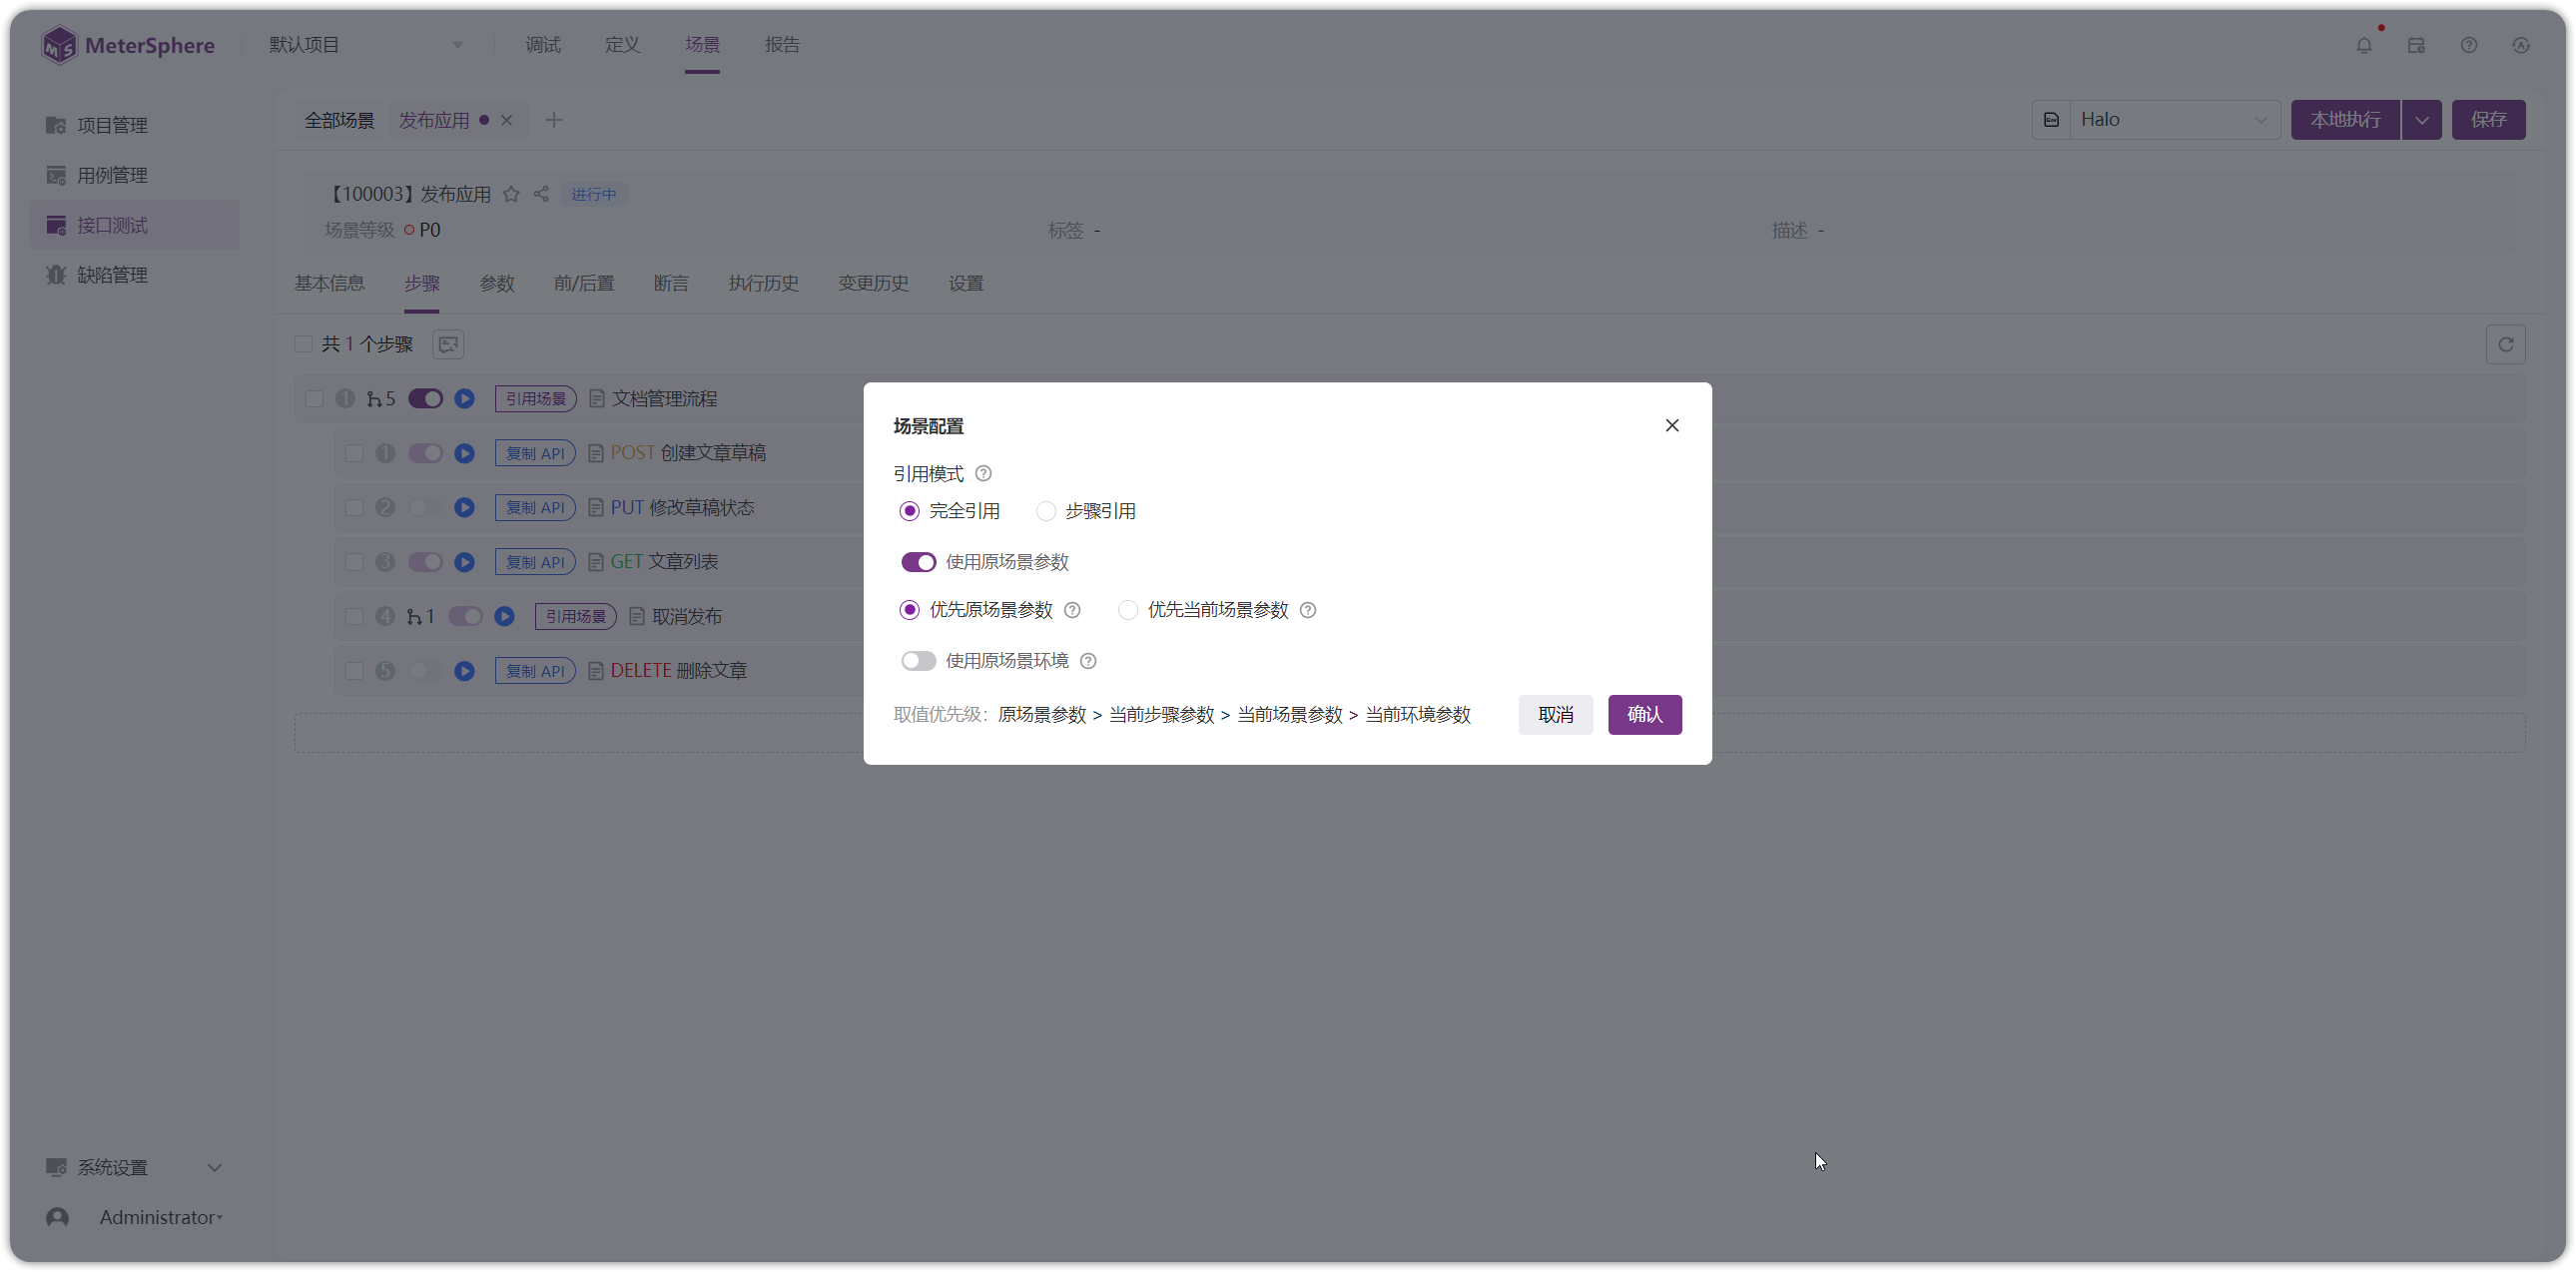 MeterSphere
默认项目
调试 定义 场景 报告
项目管理
用例管理
接口测试
缺陷管理
系统设置
Administrator
全部场景 发布应用
Halo 本地执行 保存
【100003】发布应用 进行中
场景等级 P0 标签 - 描述 -
基本信息 步骤 参数 前/后置 断言 执行历史 变更历史 设置
共 1 个步骤
1 5 引用场景 文档管理流程
1 复制 API POST 创建文章草稿
2 复制 API PUT 修改草稿状态
3 复制 API GET 文章列表
4 1 引用场景 取消发布
5 复制 API DELETE 删除文章
场景配置
引用模式
完全引用 步骤引用
使用原场景参数
优先原场景参数 优先当前场景参数
使用原场景环境
取值优先级：原场景参数 > 当前步骤参数 > 当前场景参数 > 当前环境参数
取消 确认